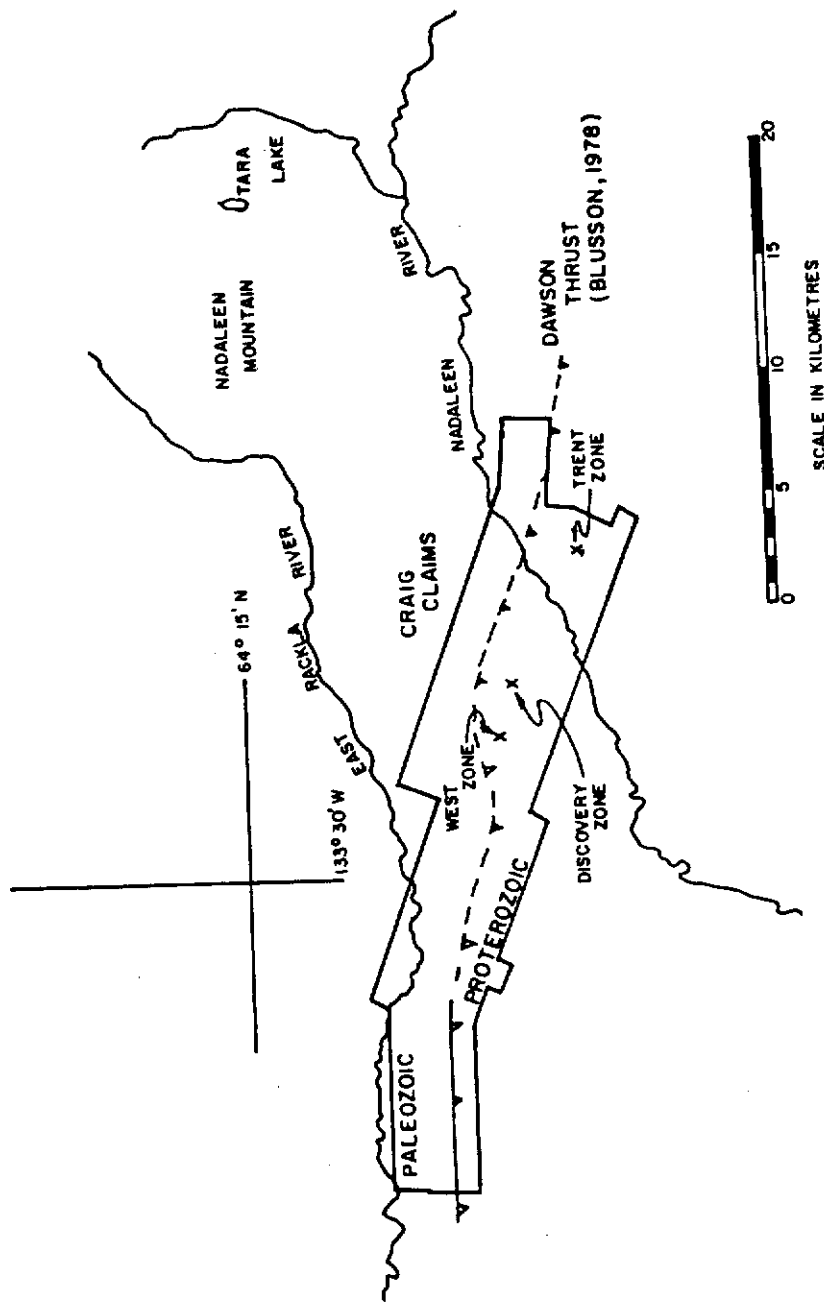 NADALEEN
MOUNTAIN
TARA
LAKE
64° 15' N
133° 30' W
EAST
RACKLA
RIVER
CRAIG
CLAIMS
NADALEEN
RIVER
PALEOZOIC
PROTEROZOIC
WEST
ZONE
DISCOVERY
ZONE
TRENT
ZONE
DAWSON
THRUST
(BLUSSON, 1978)
X
X
X
0 5 10 15 20
SCALE IN KILOMETRES